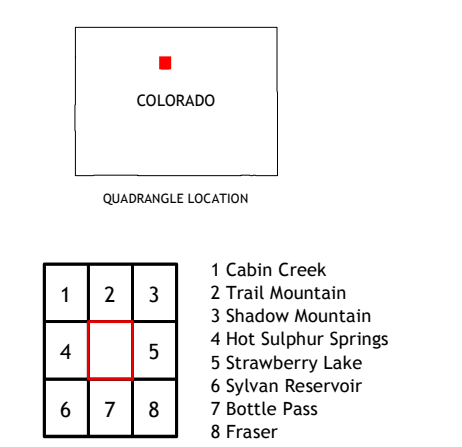 COLORADO
QUADRANGLE LOCATION
1 2 3
4 5
6 7 8
1 Cabin Creek
2 Trail Mountain
3 Shadow Mountain
4 Hot Sulphur Springs
5 Strawberry Lake
6 Sylvan Reservoir
7 Bottle Pass
8 Fraser